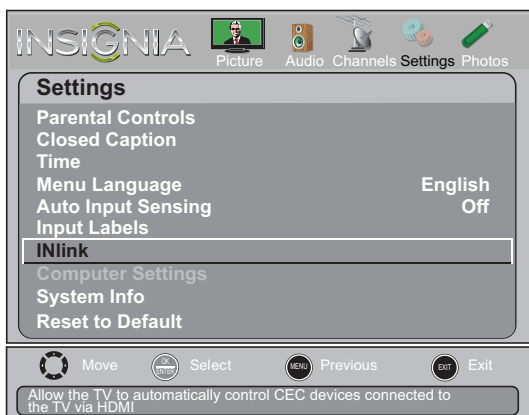 INSIGNIA
Picture Audio Channels Settings Photos
Settings
Parental Controls
Closed Caption
Time
Menu Language English
Auto Input Sensing Off
Input Labels
INlink
Computer Settings
System Info
Reset to Default
Move OK ENTER Select MENU Previous EXIT Exit
Allow the TV to automatically control CEC devices connected to
the TV via HDMI